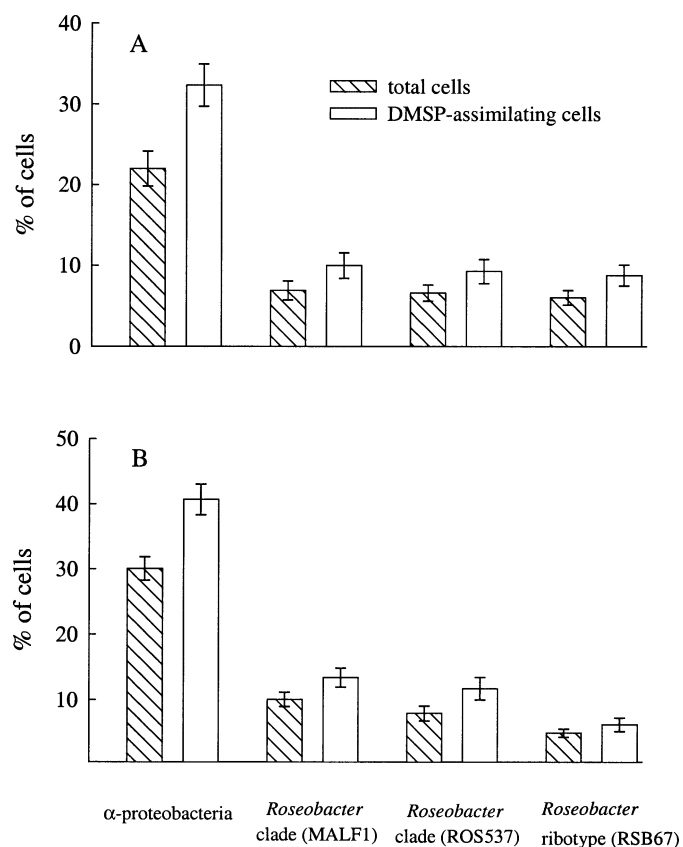 40
A
total cells
DMSP-assimilating cells
30
20
10
0
% of cells
50
B
40
30
20
10
% of cells
α-proteobacteria
Roseobacter
clade (MALF1)
Roseobacter
clade (ROS537)
Roseobacter
ribotype (RSB67)